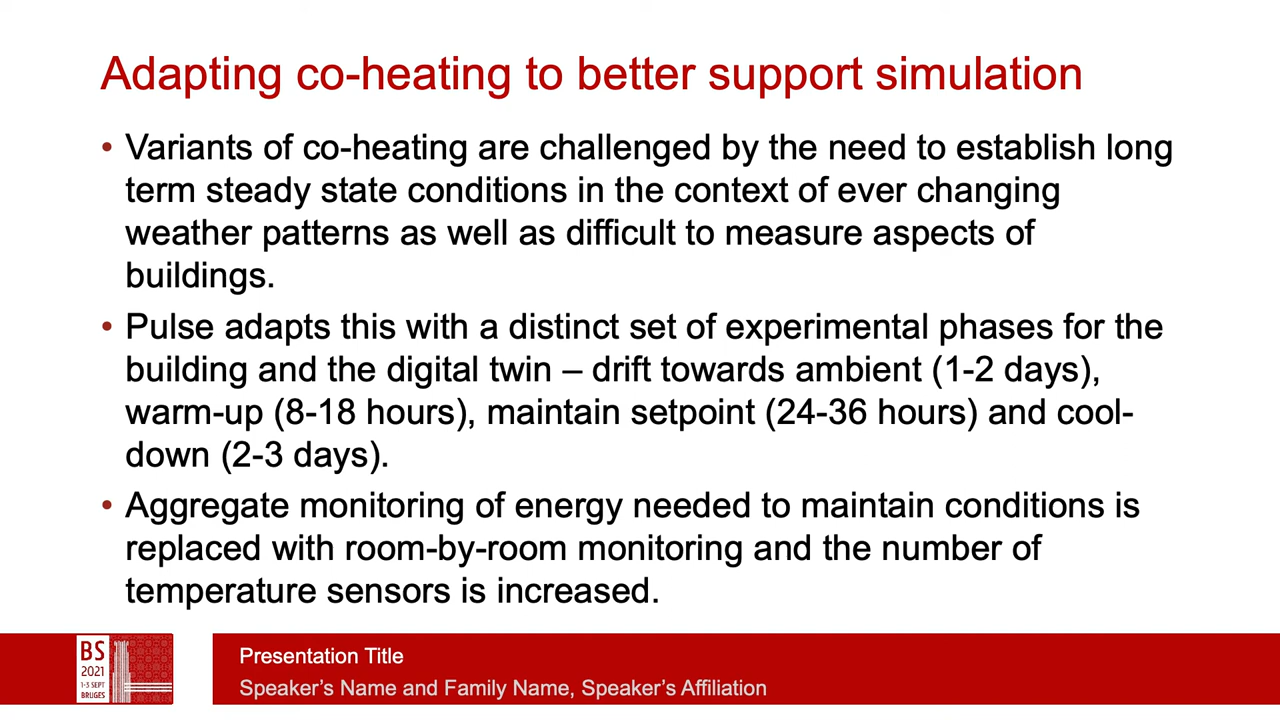 Adapting co-heating to better support simulation
• Variants of co-heating are challenged by the need to establish long
term steady state conditions in the context of ever changing
weather patterns as well as difficult to measure aspects of
buildings.
• Pulse adapts this with a distinct set of experimental phases for the
building and the digital twin – drift towards ambient (1-2 days),
warm-up (8-18 hours), maintain setpoint (24-36 hours) and cool-
down (2-3 days).
• Aggregate monitoring of energy needed to maintain conditions is
replaced with room-by-room monitoring and the number of
temperature sensors is increased.
BS
2021
1-3 SEPT
BRUGES
Presentation Title
Speaker's Name and Family Name, Speaker's Affiliation